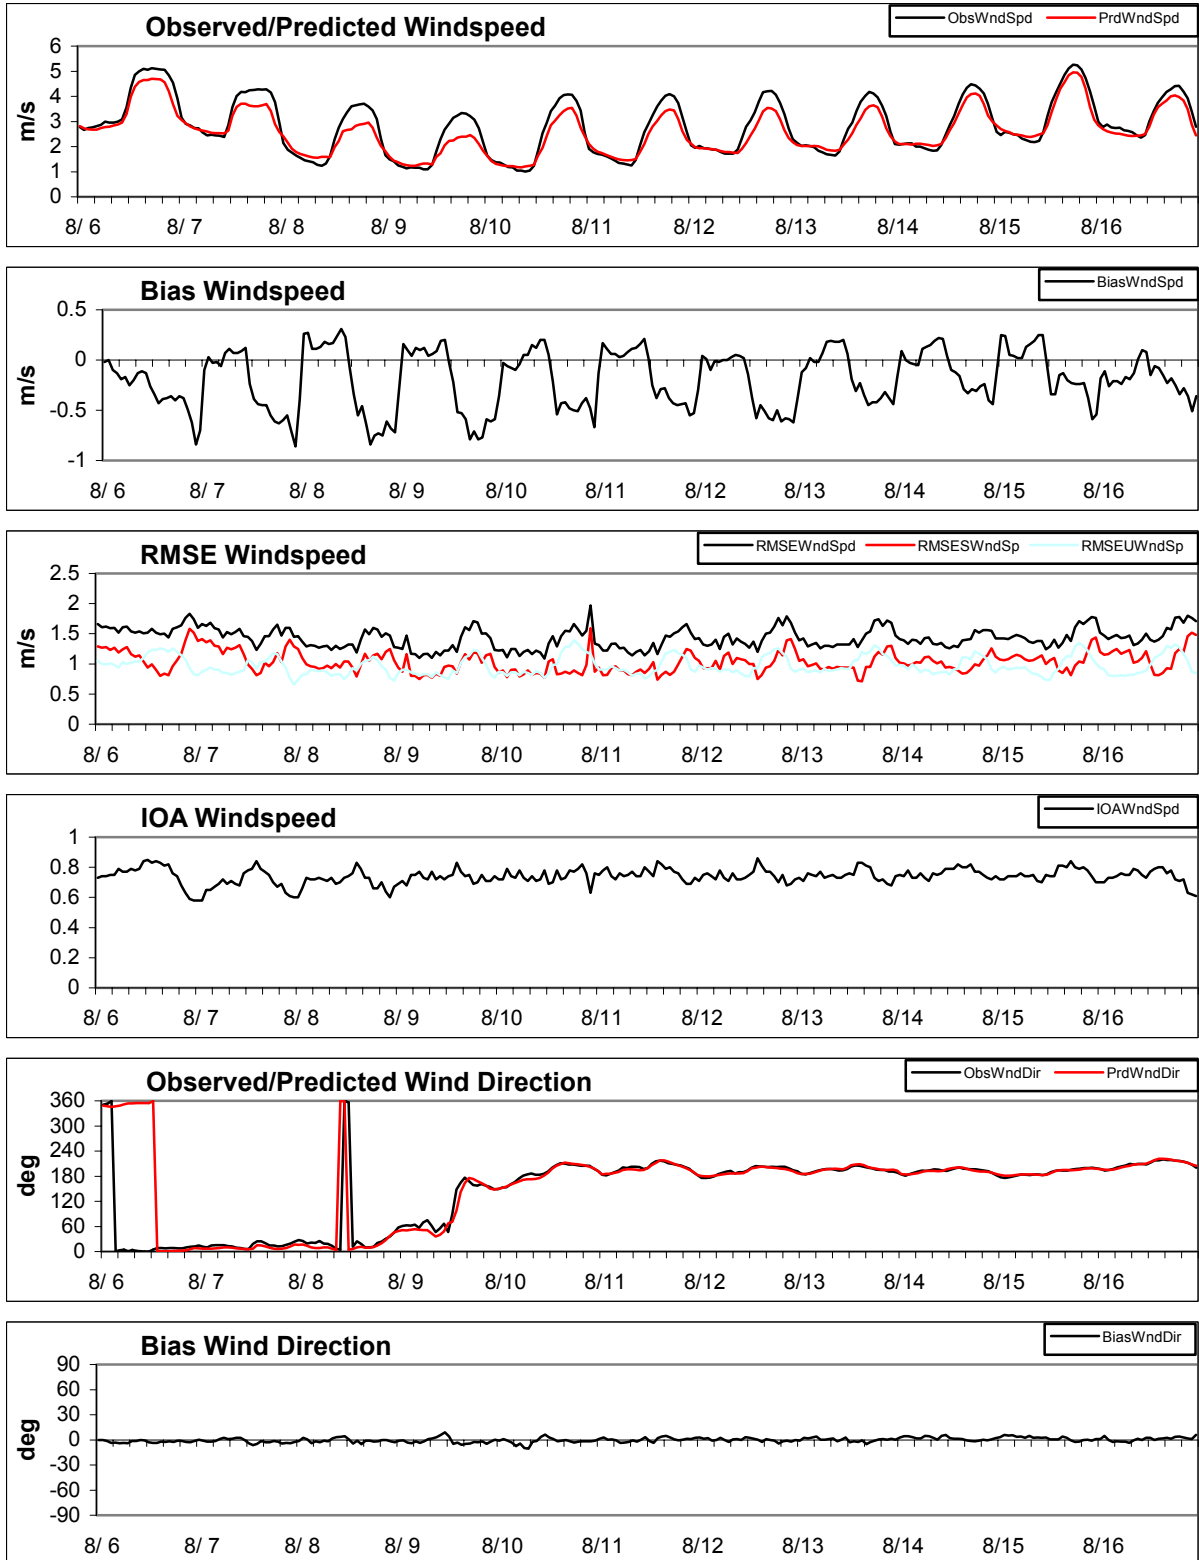 Observed/Predicted Windspeed
ObsWndSpd PrdWndSpd
m/s
6
5
4
3
2
1
0
8/ 6 8/ 7 8/ 8 8/ 9 8/10 8/11 8/12 8/13 8/14 8/15 8/16
Bias Windspeed
BiasWndSpd
m/s
0.5
0
-0.5
-1
8/ 6 8/ 7 8/ 8 8/ 9 8/10 8/11 8/12 8/13 8/14 8/15 8/16
RMSE Windspeed
RMSEWndSpd RMSESWndSp RMSEUWndSp
m/s
2.5
2
1.5
1
0.5
0
8/ 6 8/ 7 8/ 8 8/ 9 8/10 8/11 8/12 8/13 8/14 8/15 8/16
IOA Windspeed
IOAWndSpd
1
0.8
0.6
0.4
0.2
0
8/ 6 8/ 7 8/ 8 8/ 9 8/10 8/11 8/12 8/13 8/14 8/15 8/16
Observed/Predicted Wind Direction
ObsWndDir PrdWndDir
deg
360
300
240
180
120
60
0
8/ 6 8/ 7 8/ 8 8/ 9 8/10 8/11 8/12 8/13 8/14 8/15 8/16
Bias Wind Direction
BiasWndDir
deg
90
60
30
0
-30
-60
-90
8/ 6 8/ 7 8/ 8 8/ 9 8/10 8/11 8/12 8/13 8/14 8/15 8/16